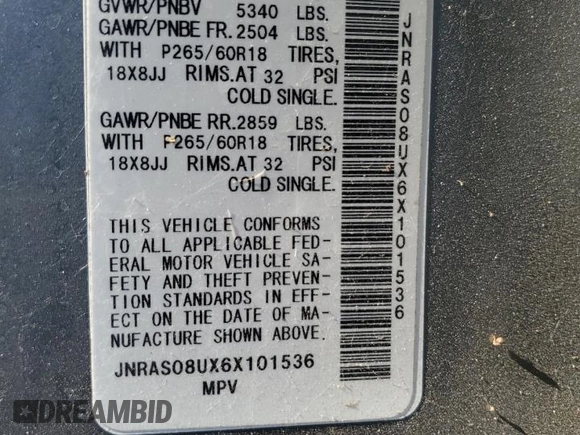 GVWR/PNBV 5340 LBS.
GAWR/PNBE FR. 2504 LBS.
WITH P265/60R18 TIRES,
18X8JJ RIMS. AT 32 PSI
COLD SINGLE.
GAWR/PNBE RR. 2859 LBS.
WITH P265/60R18 TIRES,
18X8JJ RIMS. AT 32 PSI
COLD SINGLE.
THIS VEHICLE CONFORMS
TO ALL APPLICABLE FED-
ERAL MOTOR VEHICLE SA-
FETY AND THEFT PREVEN-
TION STANDARDS IN EFF-
ECT ON THE DATE OF MA-
NUFACTURE SHOWN ABOVE.
JNRAS08UX6X101536
MPV
JNRAS08UX6X101536
DREAMBID